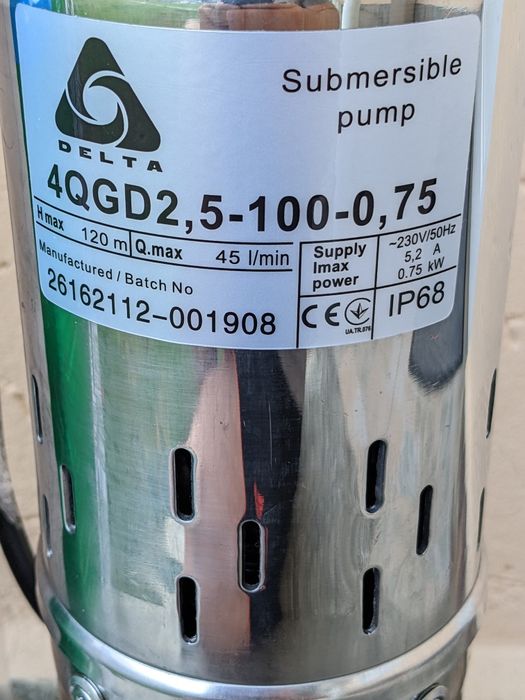 Submersible
pump
DELTA
4QGD2,5-100-0,75
H max 120 m Q.max 45 l/min
Manufactured / Batch No
26162112-001908
Supply ~230V/50Hz
Imax 5,2 A
power 0.75 kW
CE UA.TR.076 IP68